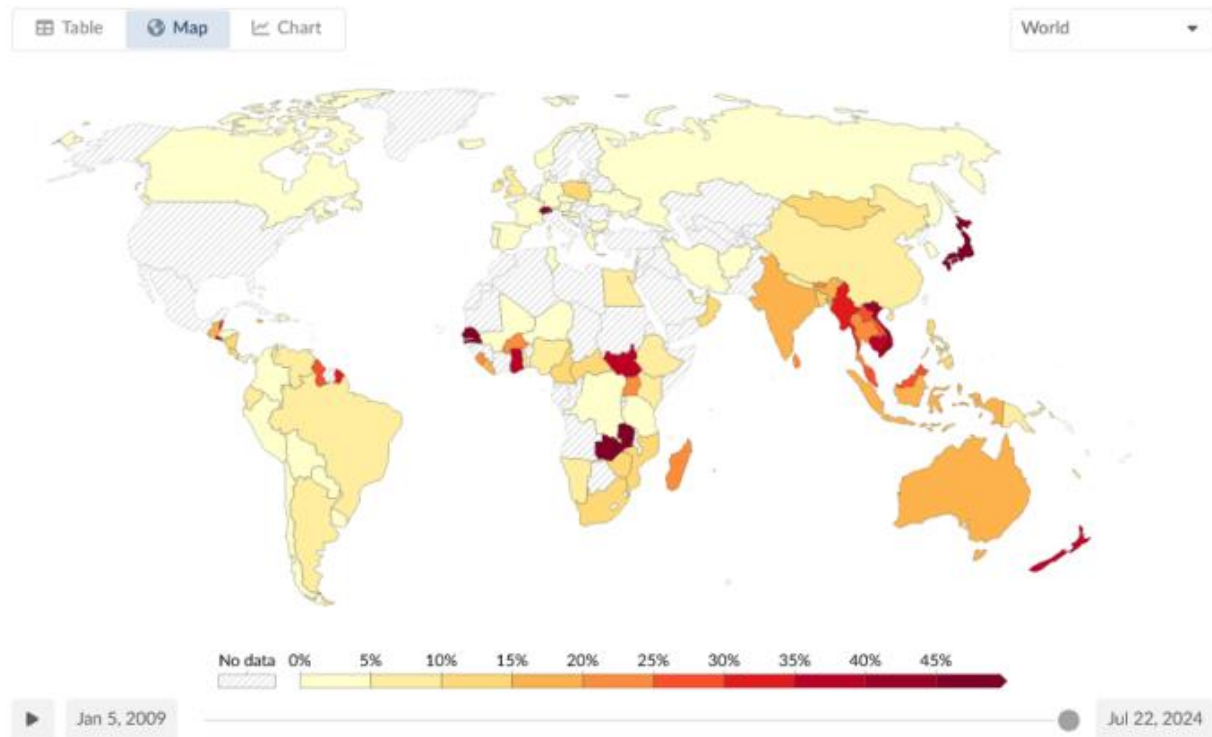 Table Map Chart World
No data 0% 5% 10% 15% 20% 25% 30% 35% 40% 45%
Jan 5, 2009 Jul 22, 2024